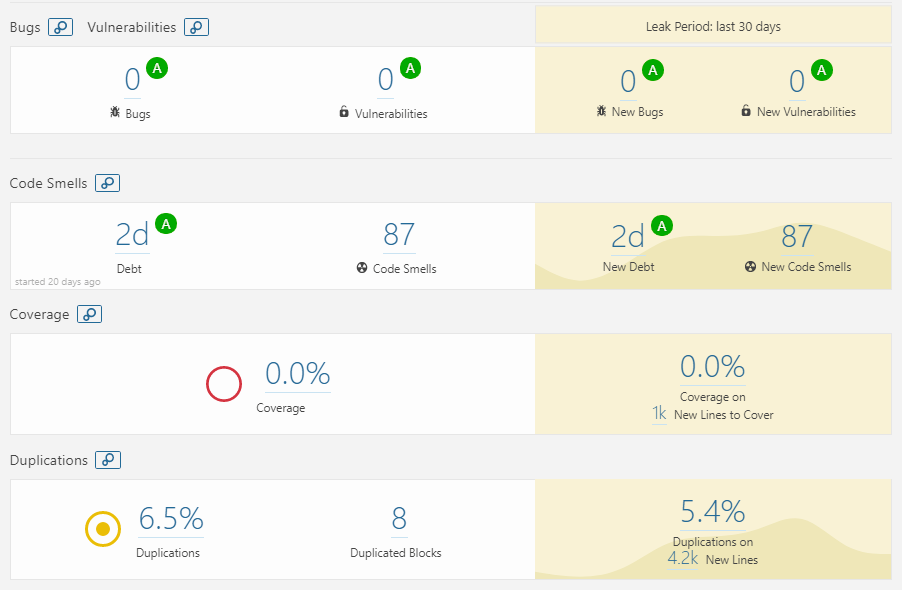 Bugs Vulnerabilities
Leak Period: last 30 days
0 A
Bugs
0 A
Vulnerabilities
0 A
New Bugs
0 A
New Vulnerabilities
Code Smells
2d A
Debt
started 20 days ago
87
Code Smells
2d A
New Debt
87
New Code Smells
Coverage
0.0%
Coverage
0.0%
Coverage on
1k New Lines to Cover
Duplications
6.5%
Duplications
8
Duplicated Blocks
5.4%
Duplications on
4.2k New Lines